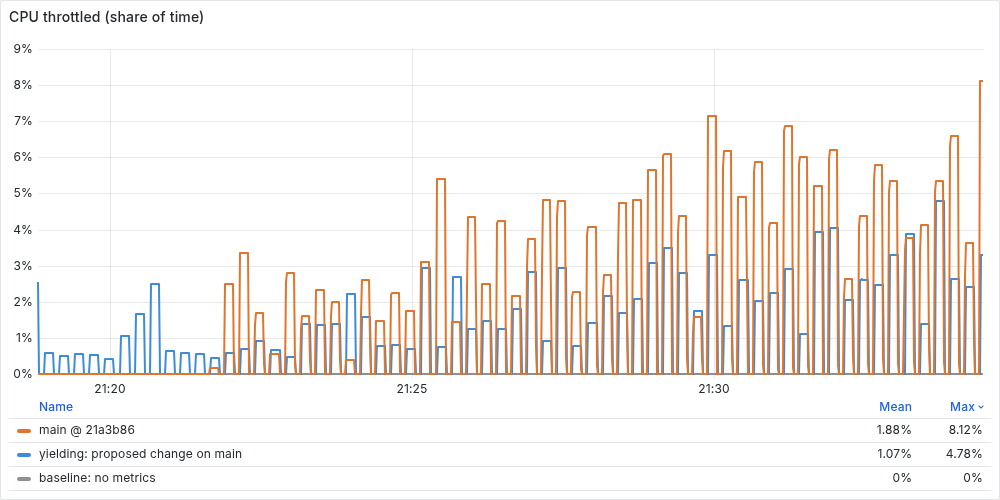 CPU throttled (share of time)
9%
8%
7%
6%
5%
4%
3%
2%
1%
0%
21:20 21:25 21:30
Name Mean Max
main @ 21a3b86 1.88% 8.12%
yielding: proposed change on main 1.07% 4.78%
baseline: no metrics 0% 0%